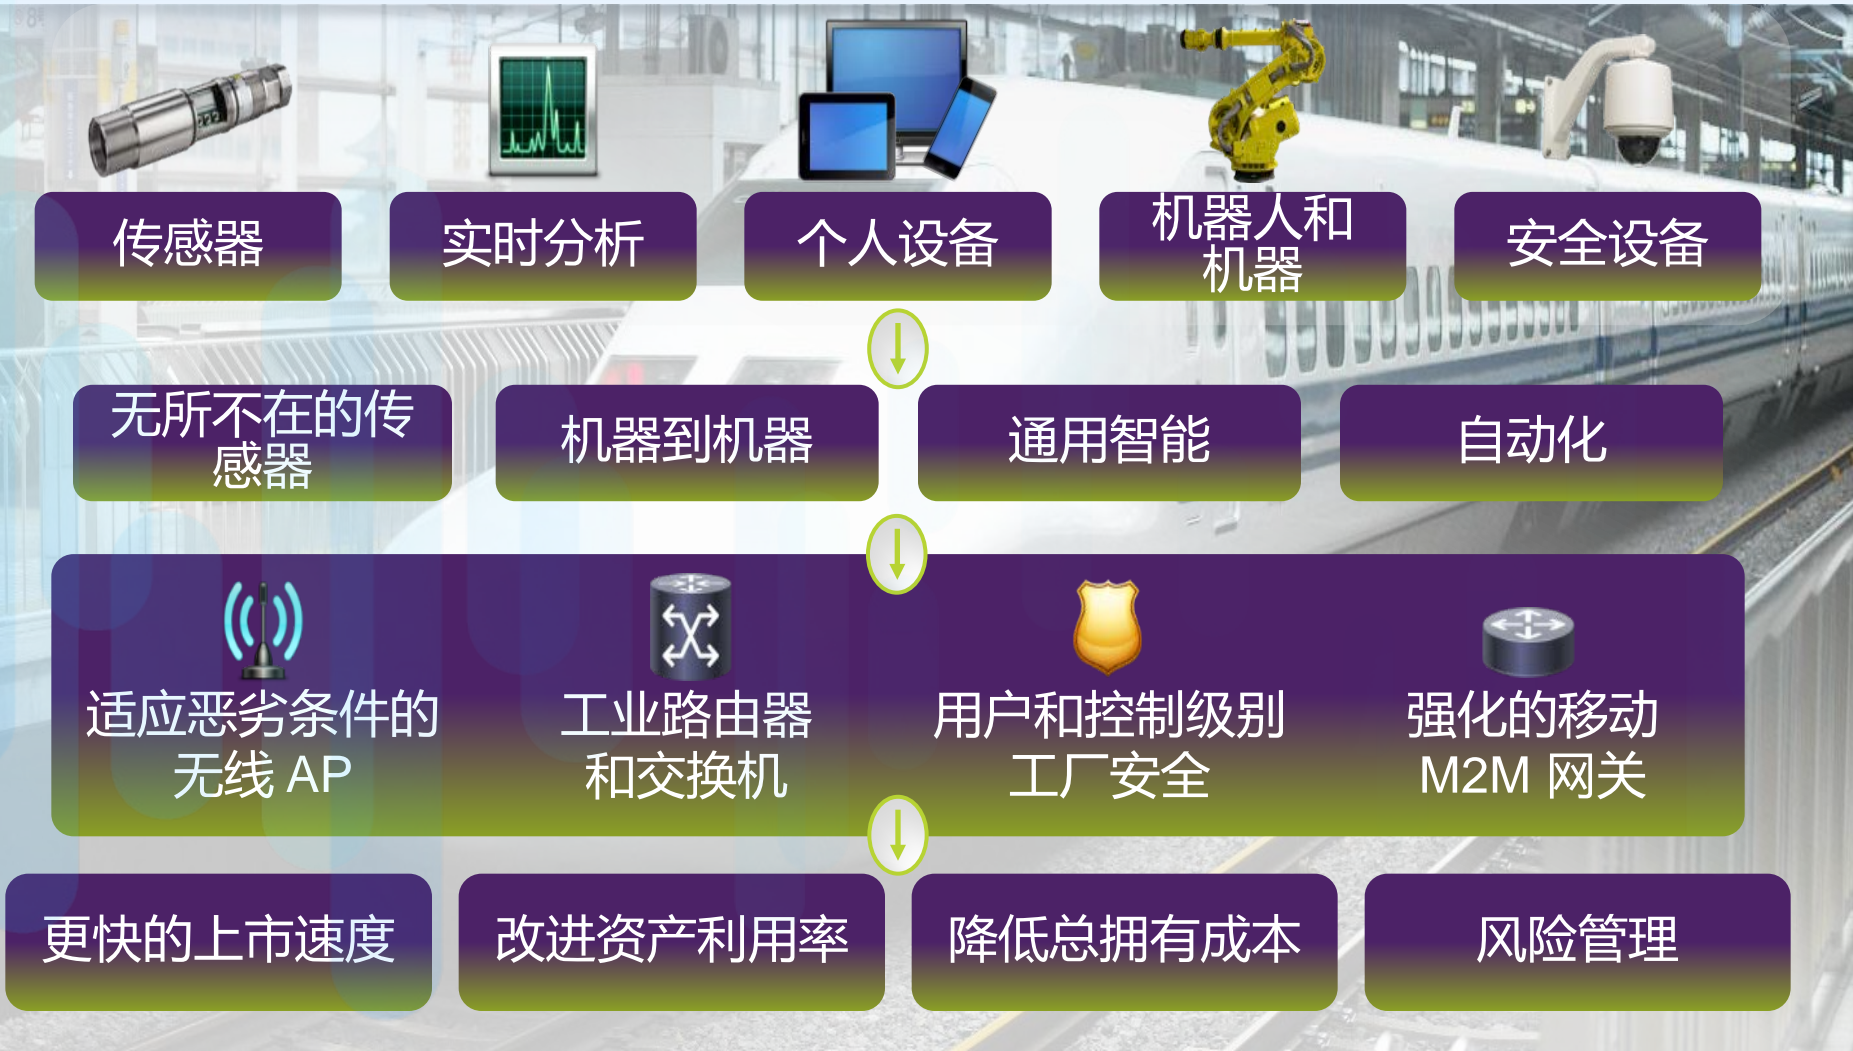 传感器
实时分析
个人设备
机器人和
机器
安全设备
无所不在的传
感器
机器到机器
通用智能
自动化
适应恶劣条件的
无线 AP
工业路由器
和交换机
用户和控制级别
工厂安全
强化的移动
M2M 网关
更快的上市速度
改进资产利用率
降低总拥有成本
风险管理